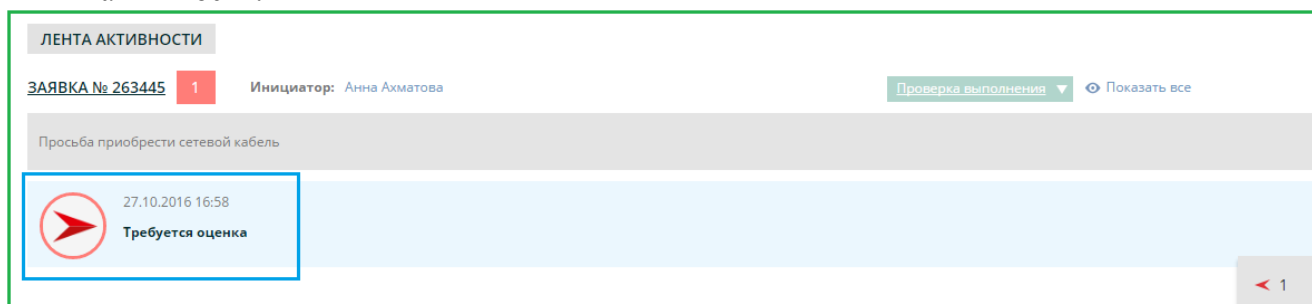 ЛЕНТА АКТИВНОСТИ
ЗАЯВКА № 263445 1 Инициатор: Анна Ахматова Проверка выполнения ▼ Показать все
Просьба приобрести сетевой кабель
27.10.2016 16:58
Требуется оценка
1